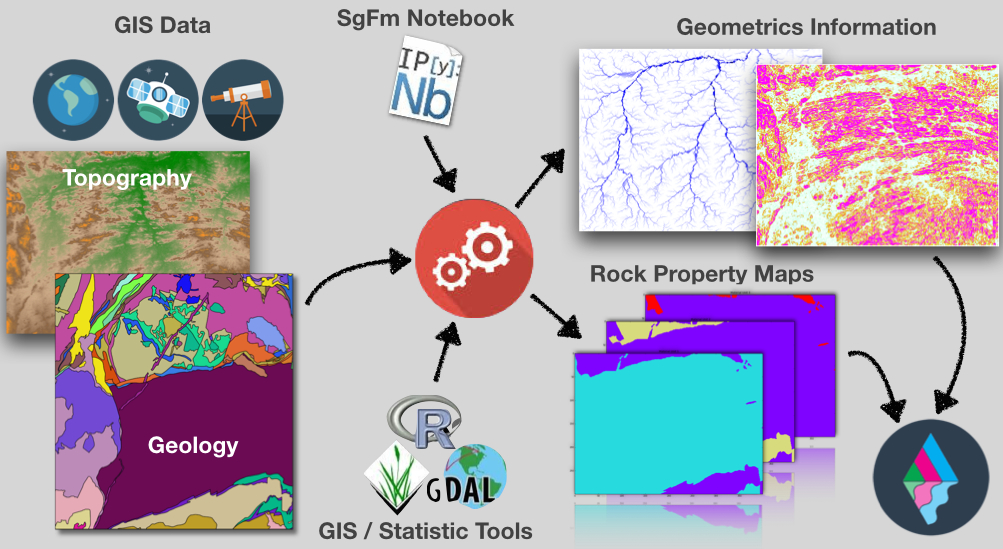 GIS Data
SgFm Notebook
Geometrics Information
IP[y]:
Nb
Topography
Rock Property Maps
Geology
R
GDAL
GIS / Statistic Tools